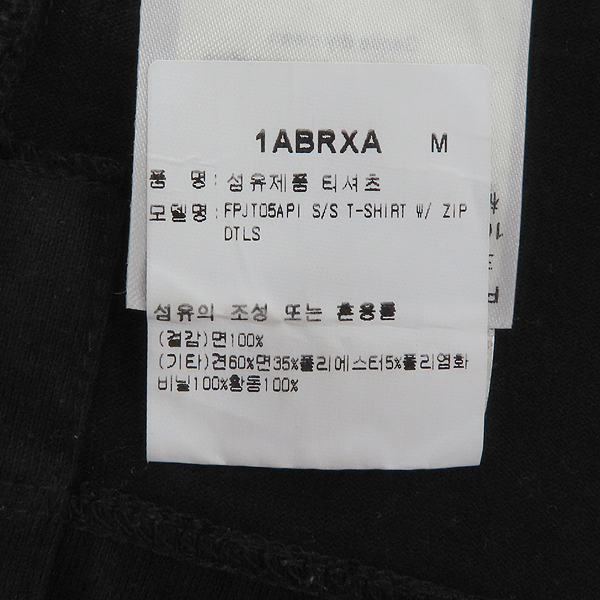 1ABRXA M
품 명: 섬유제품 티셔츠
모델명: FPJT05API S/S T-SHIRT W/ ZIP
DTLS
섬유의 조성 또는 혼용률
(겉감)면100%
(기타)견60%면35%폴리에스터5%폴리염화
비닐100%황동100%